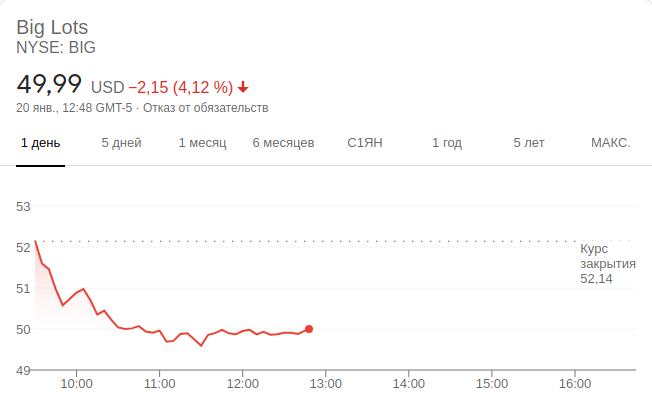 Big Lots
NYSE: BIG
49,99 USD −2,15 (4,12 %)
20 янв., 12:48 GMT-5 · Отказ от обязательств
1 день 5 дней 1 месяц 6 месяцев С1ЯН 1 год 5 лет МАКС.
53
52
51
50
49
Курс
закрытия
52,14
10:00 11:00 12:00 13:00 14:00 15:00 16:00